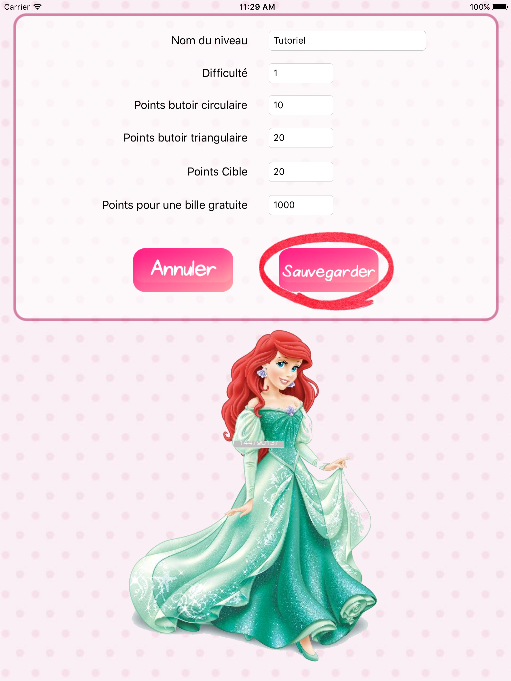 Carrier 11:29 AM 100%
Nom du niveau Tutoriel
Difficulté 1
Points butoir circulaire 10
Points butoir triangulaire 20
Points Cible 20
Points pour une bille gratuite 1000
Annuler Sauvegarder